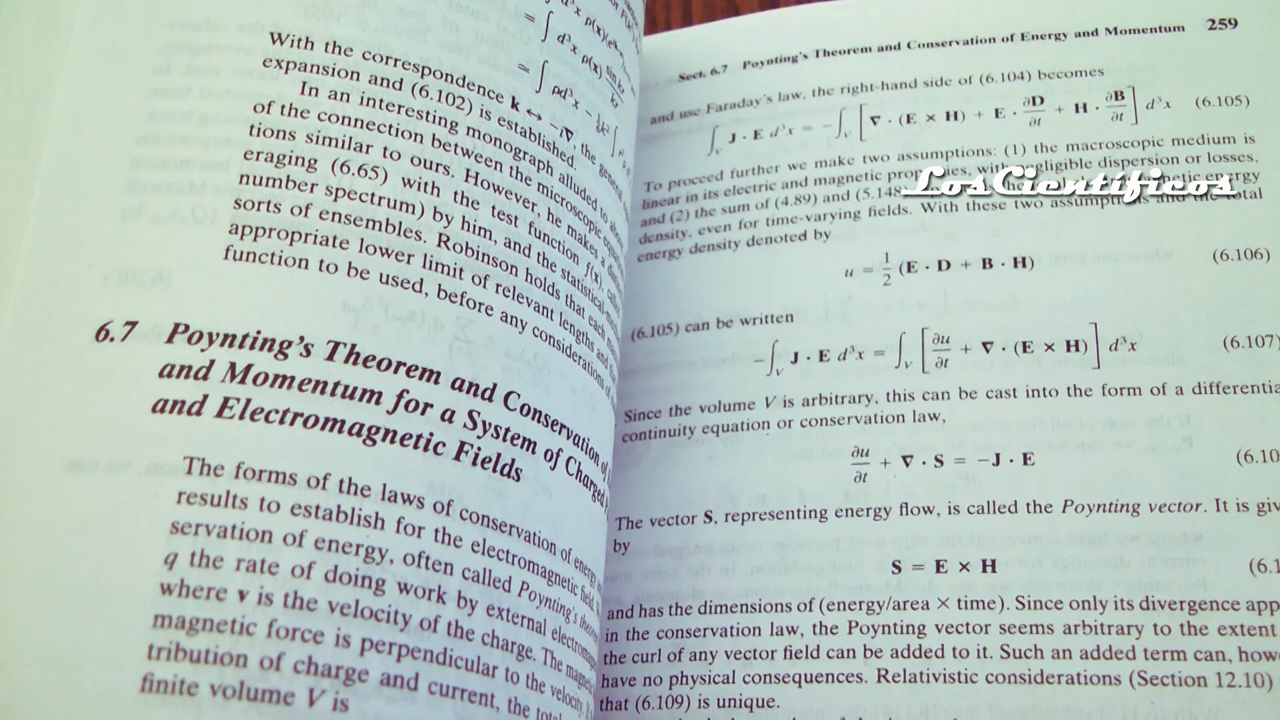 = ∫ d³x ρ(x)
= ∫ ρd³x
With the correspondence k ↔ -i∇, the general
expansion and (6.102) is established.
In an interesting monograph alluded to
of the connection between the microscopic
tions similar to ours. However, he makes a
eraging (6.65) with the test function f(x),
number spectrum) by him, and the
sorts of ensembles. Robinson holds that each
appropriate lower limit of relevant lengths and
function to be used, before any considerations of
6.7 Poynting's Theorem and Conservation of
and Momentum for a System of Charged
and Electromagnetic Fields
The forms of the laws of conservation of energy
results to establish for the electromagnetic field.
servation of energy, often called Poynting's theorem
q the rate of doing work by external
where v is the velocity of the charge. The
magnetic force is perpendicular to the velocity
tribution of charge and current, the total
finite volume V is
Sect. 6.7 Poynting's Theorem and Conservation of Energy and Momentum 259
and use Faraday's law, the right-hand side of (6.104) becomes
∫_V J · E d³x = -∫_V [∇ · (E × H) + E · ∂D/∂t + H · ∂B/∂t] d³x (6.105)
To proceed further we make two assumptions: (1) the macroscopic medium is
linear in its electric and magnetic properties, with negligible dispersion or losses,
and (2) the sum of (4.89) and (5.148) energy
density, even for time-varying fields. With these two assumptions and the total
energy density denoted by
u = 1/2 (E · D + B · H) (6.106)
(6.105) can be written
-∫_V J · E d³x = ∫_V [∂u/∂t + ∇ · (E × H)] d³x (6.107)
Since the volume V is arbitrary, this can be cast into the form of a differentia
continuity equation or conservation law,
∂u/∂t + ∇ · S = -J · E (6.10
The vector S, representing energy flow, is called the Poynting vector. It is giv
by
S = E × H (6.1
and has the dimensions of (energy/area × time). Since only its divergence app
in the conservation law, the Poynting vector seems arbitrary to the extent
the curl of any vector field can be added to it. Such an added term can, how
have no physical consequences. Relativistic considerations (Section 12.10)
that (6.109) is unique.
LosCientíficos